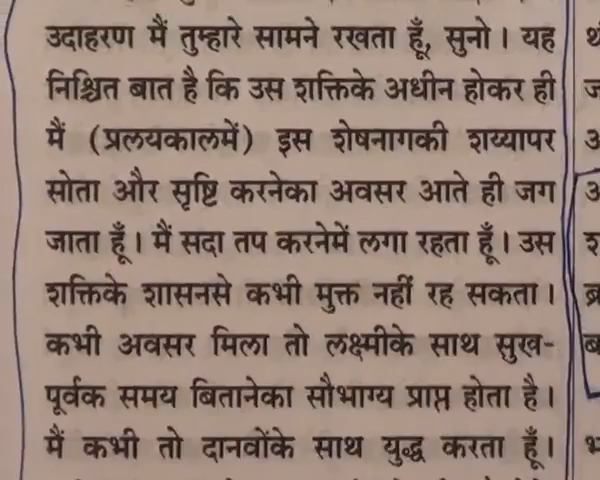 उदाहरण मैं तुम्हारे सामने रखता हूँ, सुनो । यह
निश्चित बात है कि उस शक्तिके अधीन होकर ही
मैं (प्रलयकालमें) इस शेषनागकी शय्यापर
सोता और सृष्टि करनेका अवसर आते ही जग
जाता हूँ । मैं सदा तप करनेमें लगा रहता हूँ । उस
शक्तिके शासनसे कभी मुक्त नहीं रह सकता ।
कभी अवसर मिला तो लक्ष्मीके साथ सुख-
पूर्वक समय बितानेका सौभाग्य प्राप्त होता है ।
मैं कभी तो दानवोंके साथ युद्ध करता हूँ ।